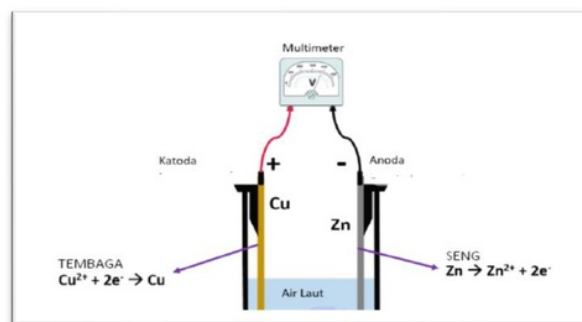 Multimeter
V
Katoda
+
-
Anoda
Cu
Zn
TEMBAGA
Cu²⁺ + 2e⁻ → Cu
SENG
Zn → Zn²⁺ + 2e⁻
Air Laut